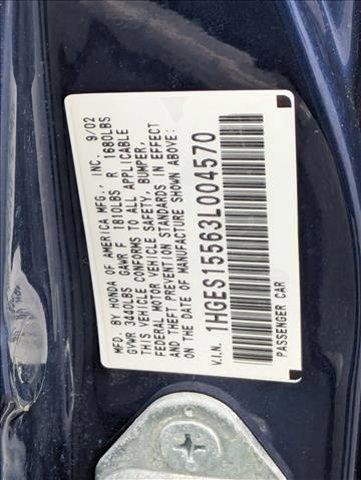 MFD. BY HONDA OF AMERICA MFG., INC. 9/02
GVWR 3440LBS GAWR F 1810LBS R 1680LBS
THIS VEHICLE CONFORMS TO ALL APPLICABLE
FEDERAL MOTOR VEHICLE SAFETY, BUMPER,
AND THEFT PREVENTION STANDARDS IN EFFECT
ON THE DATE OF MANUFACTURE SHOWN ABOVE.
V.I.N. 1HGES15563L004570
PASSENGER CAR